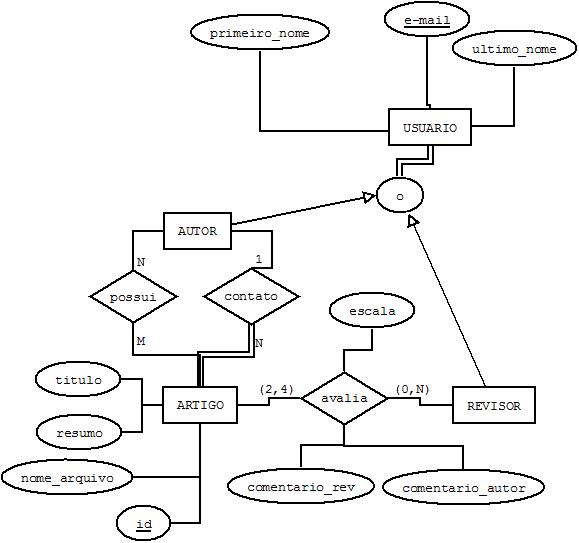 e-mail
primeiro_nome
ultimo_nome
USUARIO
o
AUTOR
N
1
possui
contato
M
N
escala
titulo
(2,4)
avalia
(0,N)
ARTIGO
REVISOR
resumo
nome_arquivo
comentario_rev
comentario_autor
id